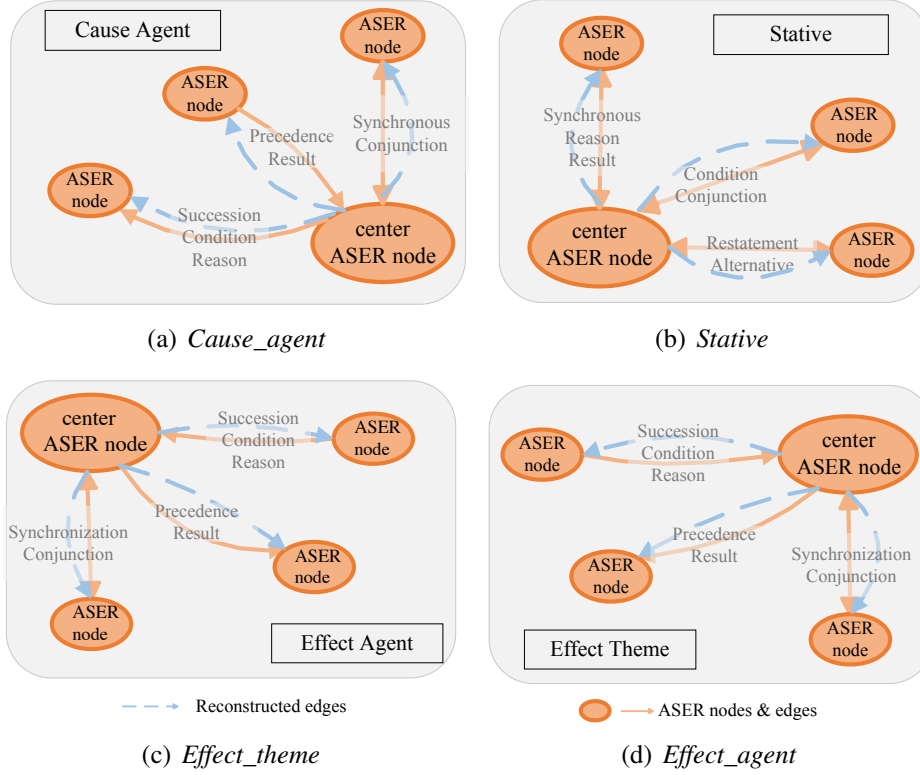 Cause Agent
ASER
node
ASER
node
Precedence
Result
Synchronous
Conjunction
ASER
node
Succession
Condition
Reason
center
ASER node
(a) Cause_agent
ASER
node
Stative
Synchronous
Reason
Result
ASER
node
Condition
Conjunction
center
ASER node
Restatement
Alternative
ASER
node
(b) Stative
center
ASER node
Succession
Condition
Reason
ASER
node
Precedence
Result
Synchronization
Conjunction
ASER
node
ASER
node
Effect Agent
Reconstructed edges
(c) Effect_theme
ASER
node
Succession
Condition
Reason
center
ASER node
Precedence
Result
ASER
node
Synchronization
Conjunction
ASER
node
Effect Theme
ASER nodes & edges
(d) Effect_agent